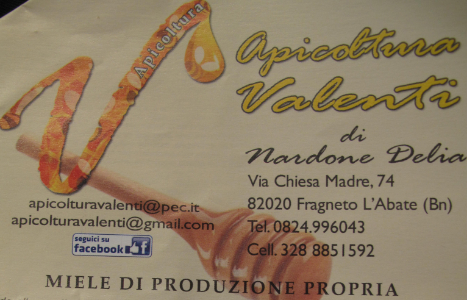 Apicoltura
Apicoltura
Valenti
di
Nardone Delia
Via Chiesa Madre, 74
82020 Fragneto L'Abate (Bn)
Tel. 0824.996043
Cell. 328 8851592
apicolturavalenti@pec.it
apicolturavalenti@gmail.com
seguici su
facebook
MIELE DI PRODUZIONE PROPRIA